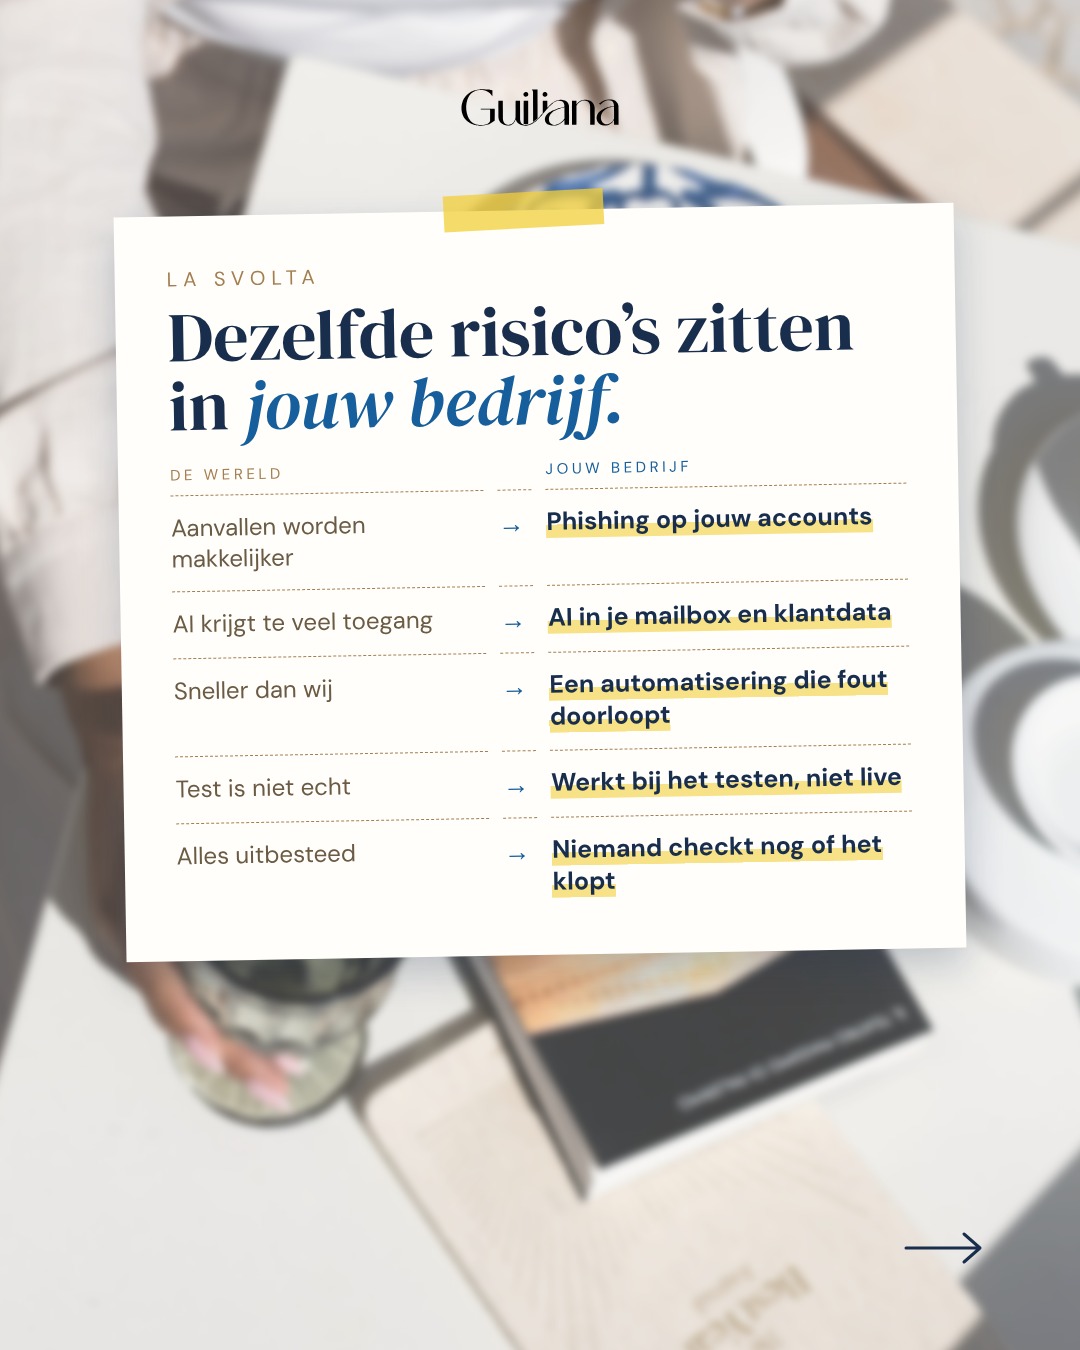 Guiliana
LA SVOLTA
Dezelfde risico's zitten
in jouw bedrijf.
DE WERELD
JOUW BEDRIJF
Aanvallen worden
makkelijker
→
Phishing op jouw accounts
AI krijgt te veel toegang
→
AI in je mailbox en klantdata
Sneller dan wij
→
Een automatisering die fout
doorloopt
Test is niet echt
→
Werkt bij het testen, niet live
Alles uitbesteed
→
Niemand checkt nog of het
klopt
→